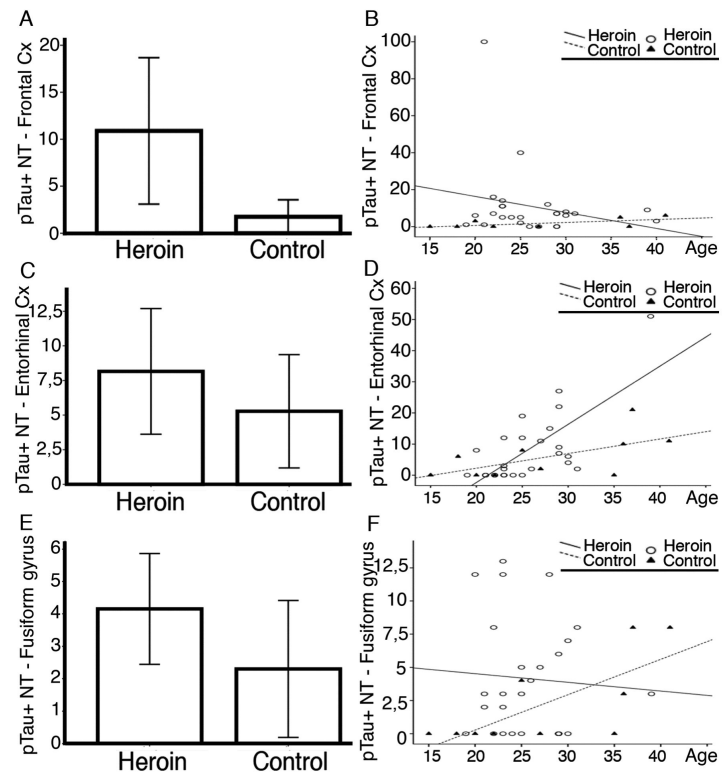 A
pTau+ NT - Frontal Cx
20
15
10
5
0
Heroin Control
B
pTau+ NT - Frontal Cx
100
80
60
40
20
0
15 20 25 30 35 40 Age
Heroin Heroin
Control Control
C
pTau+ NT - Entorhinal Cx
12,5
10
7.5
5
2.5
0
Heroin Control
D
pTau+ NT - Entorhinal Cx
60
50
40
30
20
10
0
15 20 25 30 35 40 Age
Heroin Heroin
Control Control
E
pTau+ NT - Fusiform gyrus
6
5
4
3
2
1
0
Heroin Control
F
pTau+ NT - Fusiform gyrus
12,5
10
7,5
5
2,5
0
15 20 25 30 35 40 Age
Heroin Heroin
Control Control